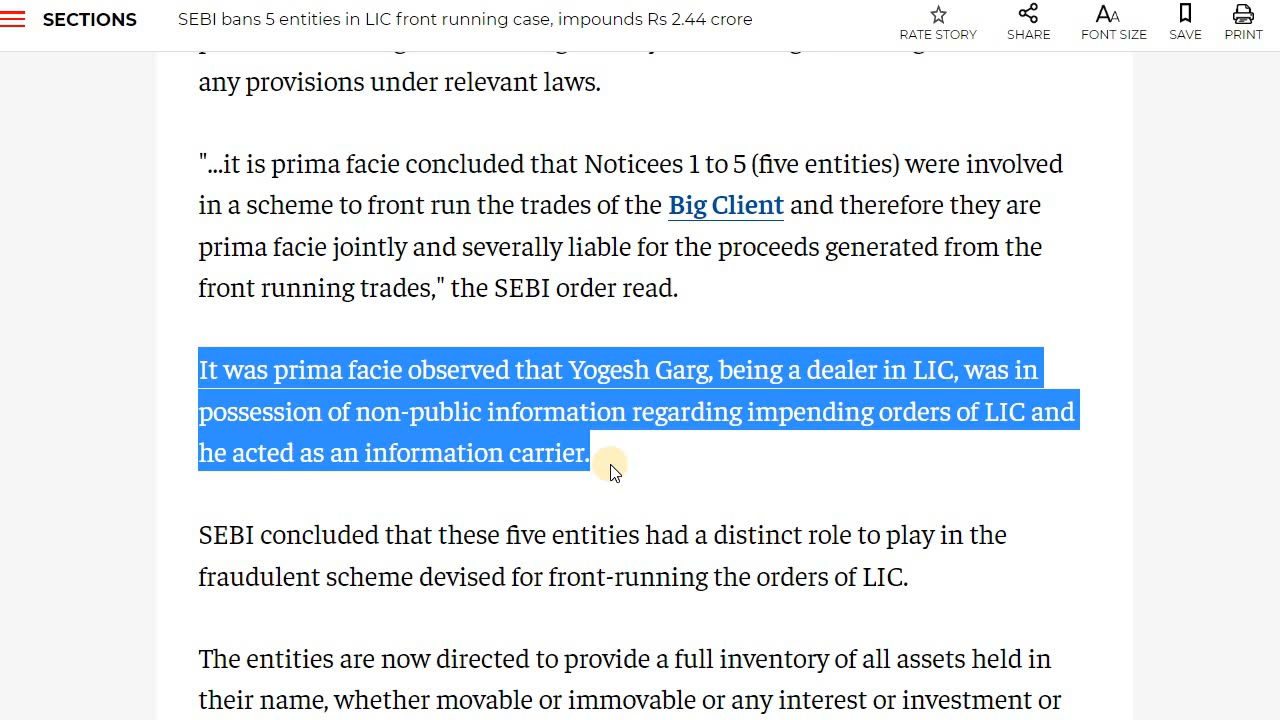 SECTIONS
SEBI bans 5 entities in LIC front running case, impounds Rs 2.44 crore
RATE STORY
SHARE
FONT SIZE
SAVE
PRINT
any provisions under relevant laws.
"...it is prima facie concluded that Noticees 1 to 5 (five entities) were involved
in a scheme to front run the trades of the Big Client and therefore they are
prima facie jointly and severally liable for the proceeds generated from the
front running trades," the SEBI order read.
It was prima facie observed that Yogesh Garg, being a dealer in LIC, was in
possession of non-public information regarding impending orders of LIC and
he acted as an information carrier.
SEBI concluded that these five entities had a distinct role to play in the
fraudulent scheme devised for front-running the orders of LIC.
The entities are now directed to provide a full inventory of all assets held in
their name, whether movable or immovable or any interest or investment or